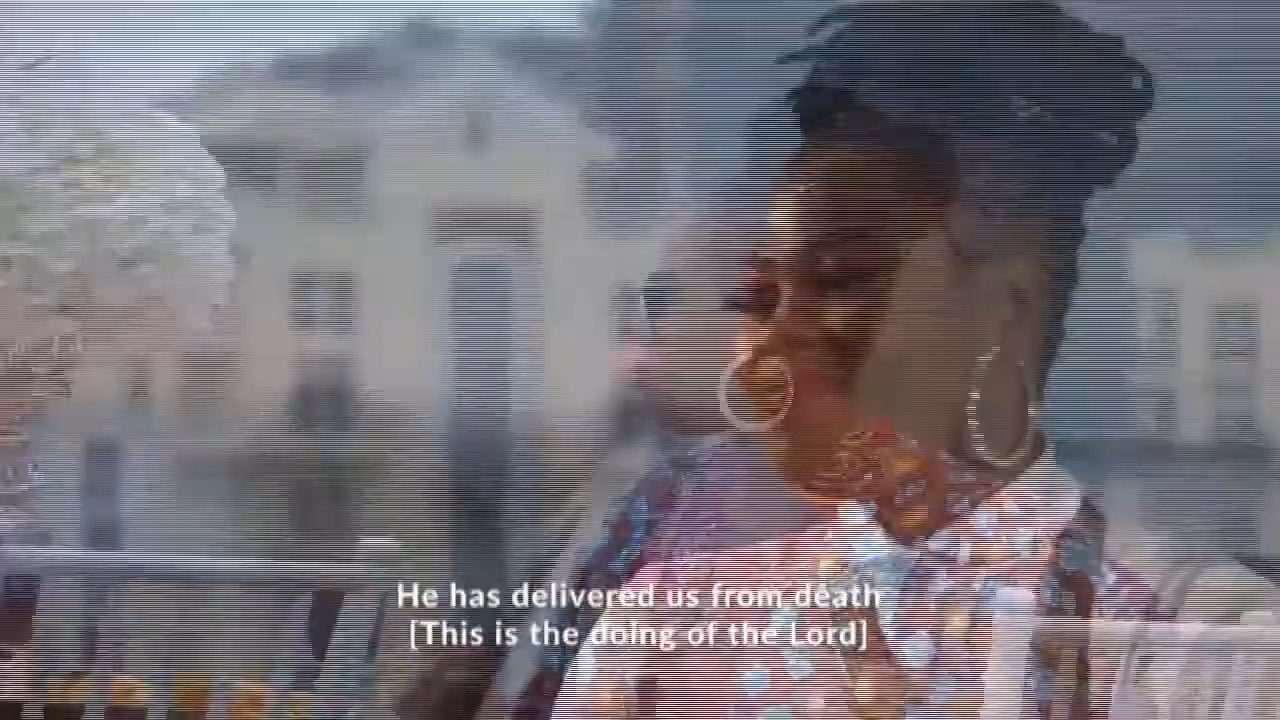 He has delivered us from death
[This is the doing of the Lord]